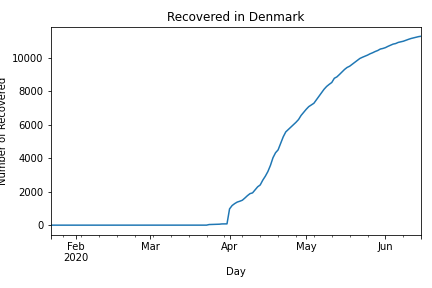 Recovered in Denmark
Number of Recovered
10000
8000
6000
4000
2000
0
Feb
2020
Mar
Apr
May
Jun
Day